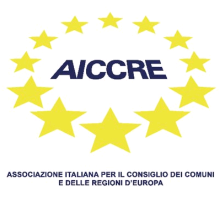 AICCRE
ASSOCIAZIONE ITALIANA PER IL CONSIGLIO DEI COMUNI
E DELLE REGIONI D'EUROPA